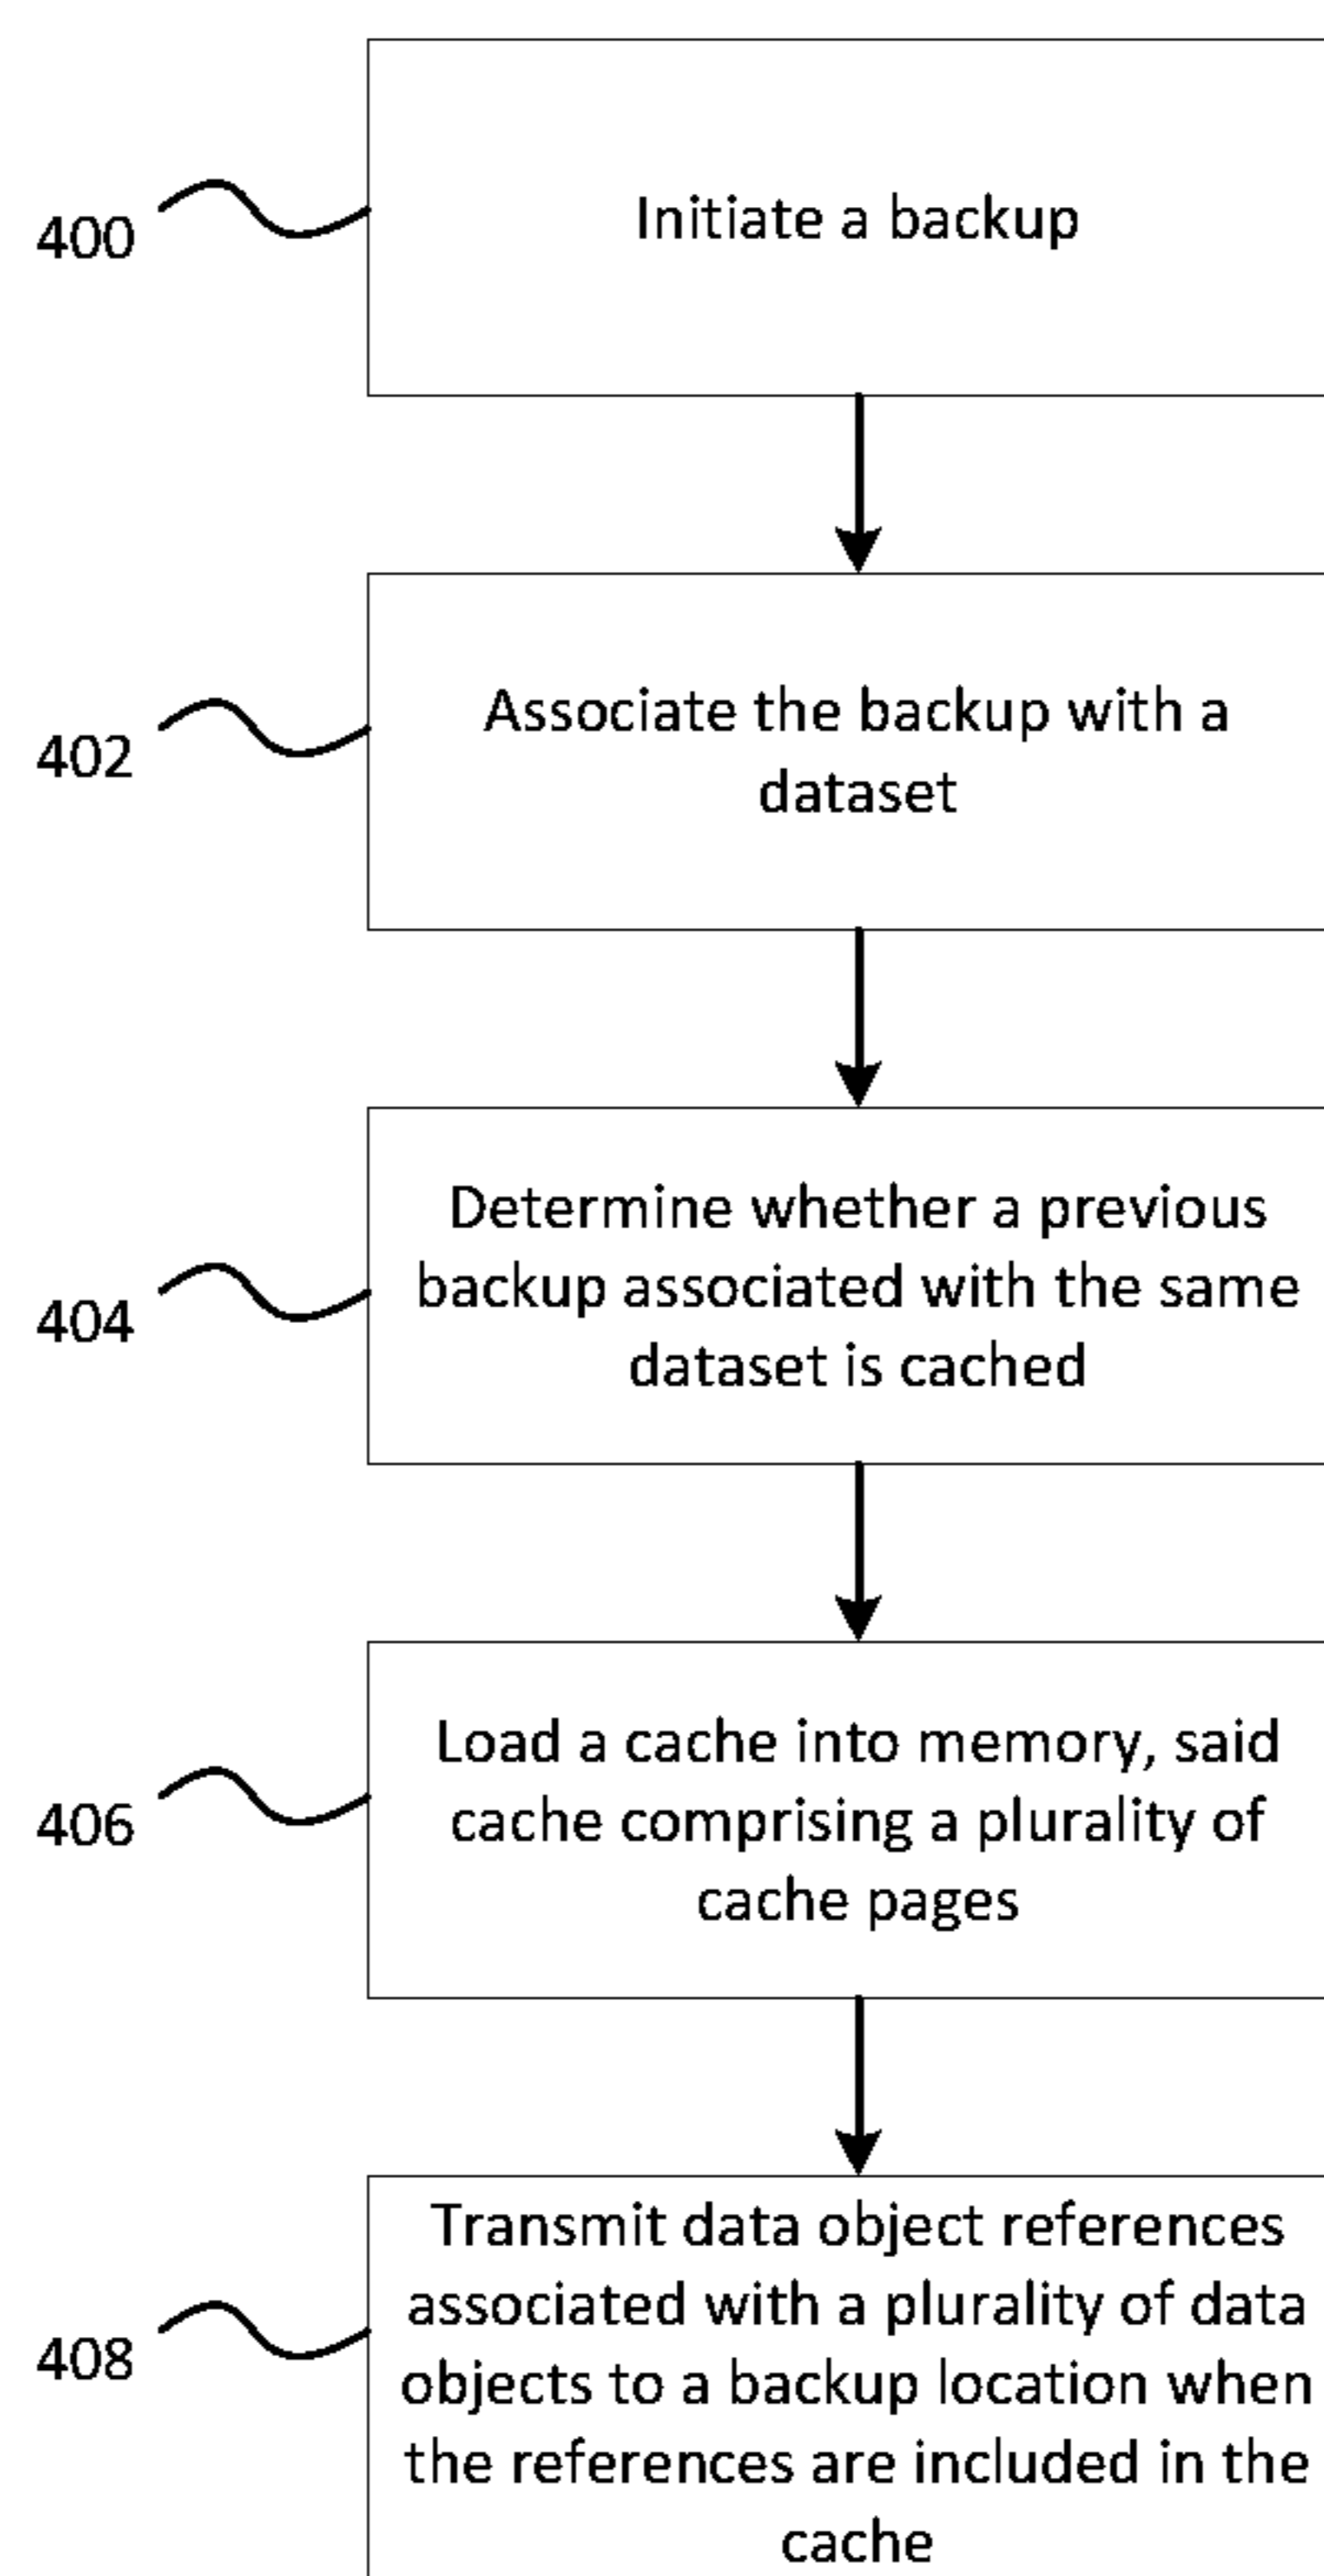 Initiate a backup
400
Associate the backup with a
dataset
402
Determine whether a previous
backup associated with the same
dataset is cached
404
Load a cache into memory, said
cache comprising a plurality of
cache pages
406
Transmit data object references
associated with a plurality of data
objects to a backup location when
the references are included in the
cache
408